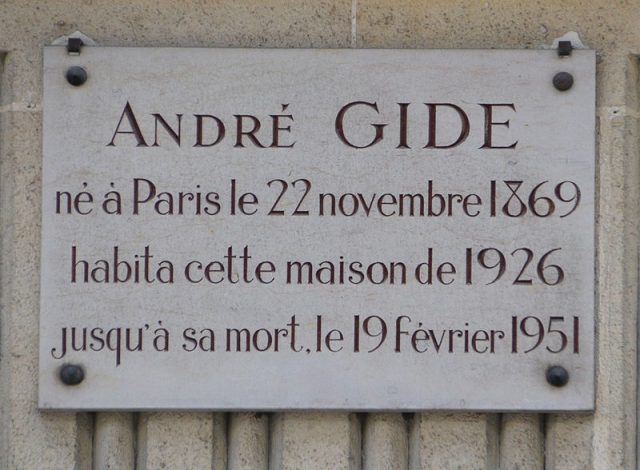 André GIDE
né à Paris le 22 novembre 1869
habita cette maison de 1926
jusqu'à sa mort, le 19 Février 1951